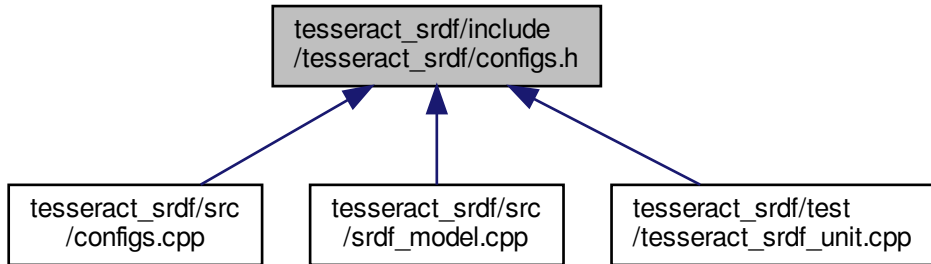 tesseract_srdf/include
/tesseract_srdf/configs.h
tesseract_srdf/src
/configs.cpp
tesseract_srdf/src
/srdf_model.cpp
tesseract_srdf/test
/tesseract_srdf_unit.cpp